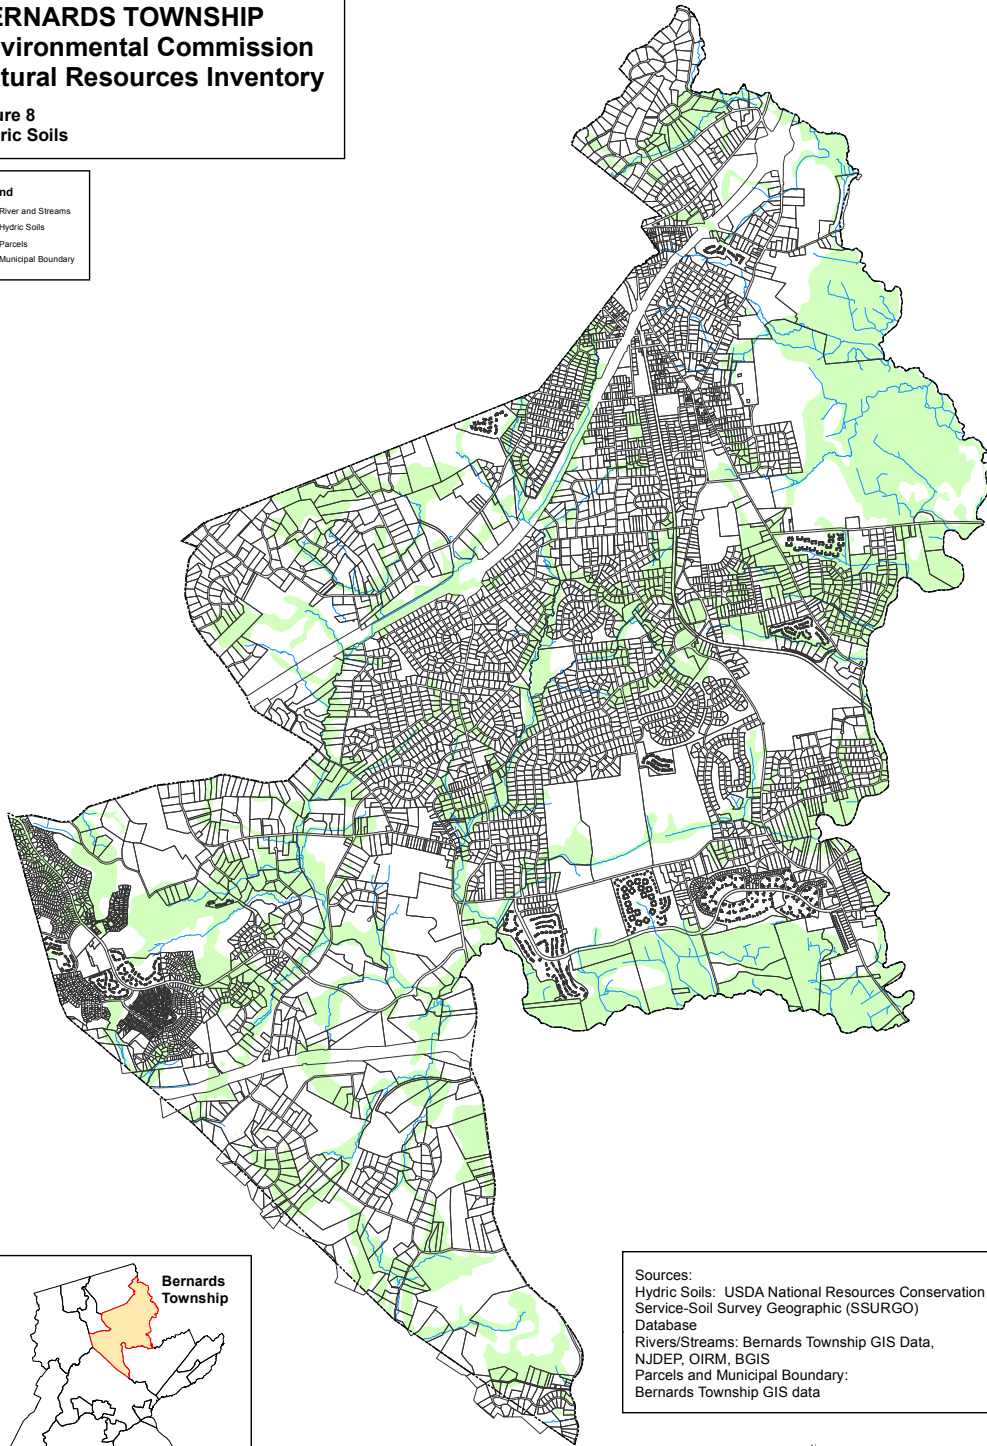 ERNARDS TOWNSHIP
vironmental Commission
tural Resources Inventory
ure 8
ric Soils
nd
River and Streams
Hydric Soils
Parcels
Municipal Boundary
Bernards
Township
Sources:
Hydric Soils: USDA National Resources Conservation
Service-Soil Survey Geographic (SSURGO)
Database
Rivers/Streams: Bernards Township GIS Data,
NJDEP, OIRM, BGIS
Parcels and Municipal Boundary:
Bernards Township GIS data